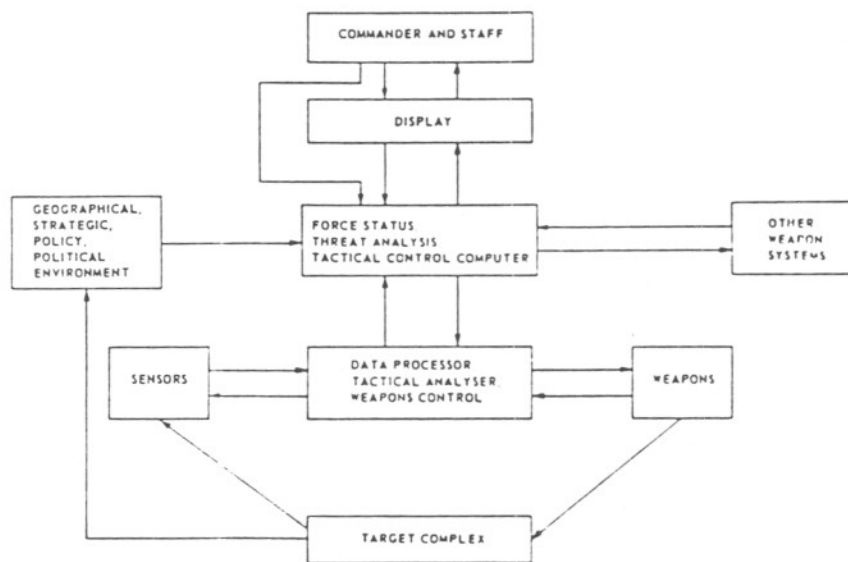 COMMANDER AND STAFF
DISPLAY
GEOGRAPHICAL,
STRATEGIC,
POLICY,
POLITICAL
ENVIRONMENT
FORCE STATUS
THREAT ANALYSIS
TACTICAL CONTROL COMPUTER
OTHER
WEAPON
SYSTEMS
SENSORS
DATA PROCESSOR
TACTICAL ANALYSER,
WEAPONS CONTROL
WEAPONS
TARGET COMPLEX